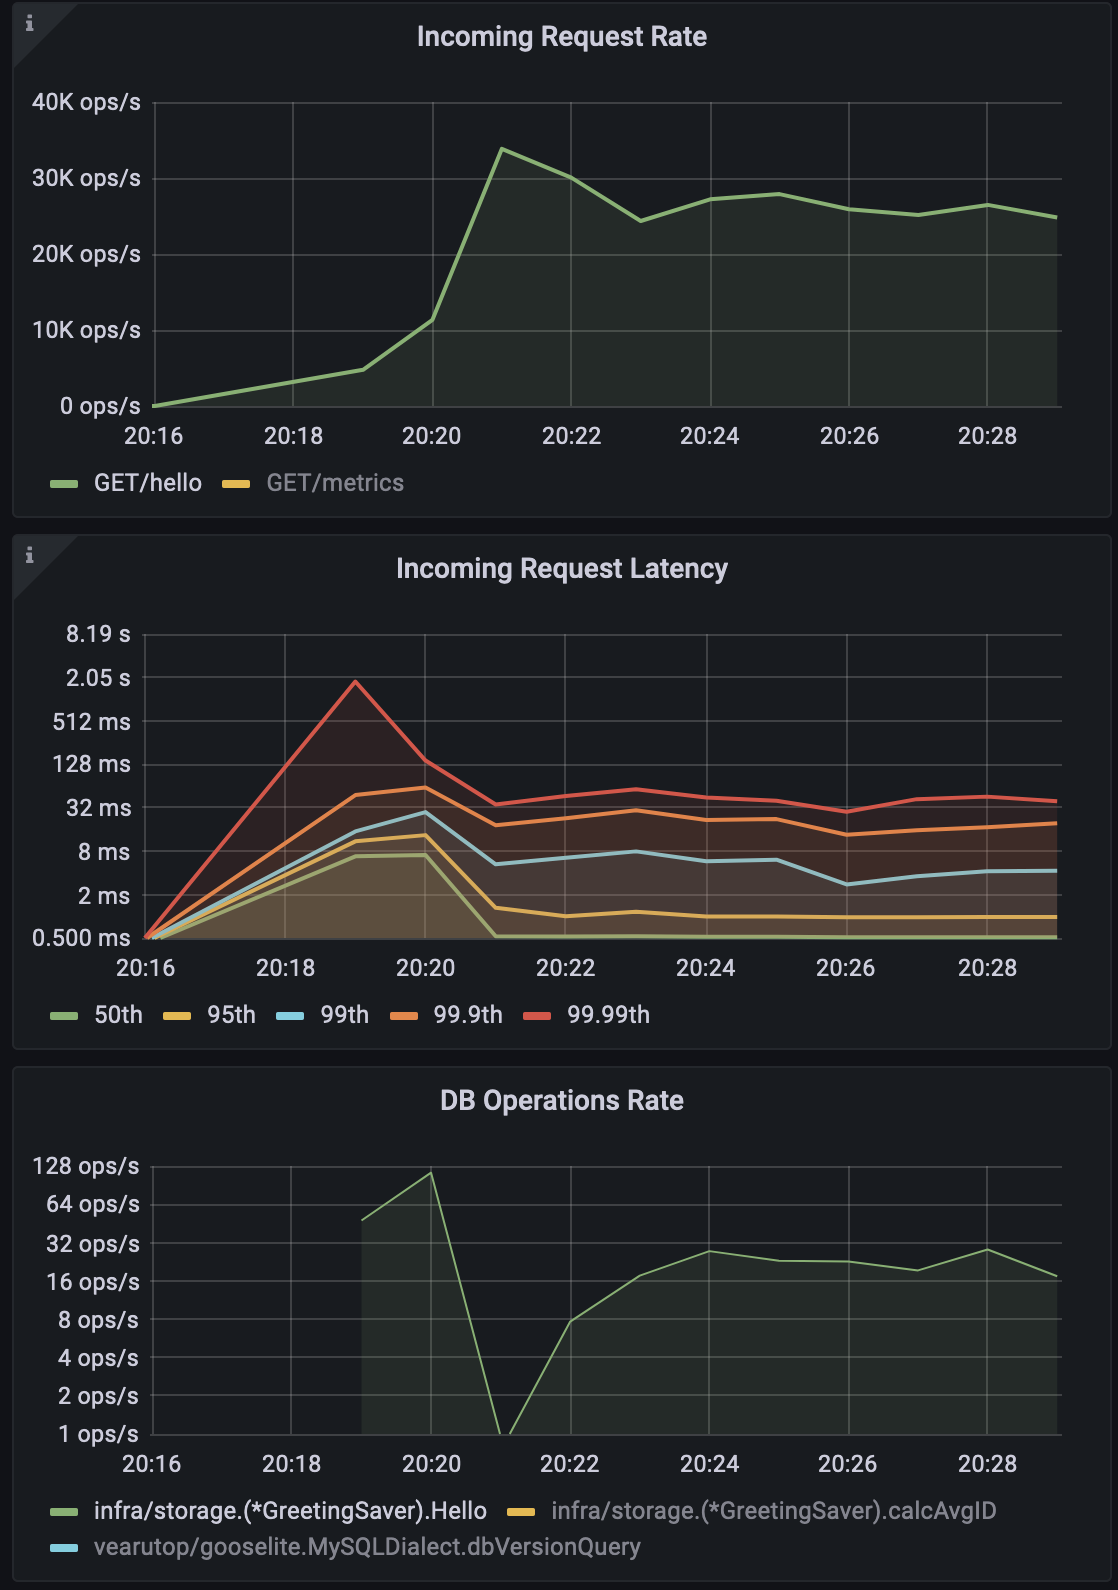 i
Incoming Request Rate
40K ops/s
30K ops/s
20K ops/s
10K ops/s
0 ops/s
20:16 20:18 20:20 20:22 20:24 20:26 20:28
GET/hello GET/metrics
i
Incoming Request Latency
8.19 s
2.05 s
512 ms
128 ms
32 ms
8 ms
2 ms
0.500 ms
20:16 20:18 20:20 20:22 20:24 20:26 20:28
50th 95th 99th 99.9th 99.99th
DB Operations Rate
128 ops/s
64 ops/s
32 ops/s
16 ops/s
8 ops/s
4 ops/s
2 ops/s
1 ops/s
20:16 20:18 20:20 20:22 20:24 20:26 20:28
infra/storage.(*GreetingSaver).Hello infra/storage.(*GreetingSaver).calcAvgID
vearutop/gooselite.MySQLDialect.dbVersionQuery